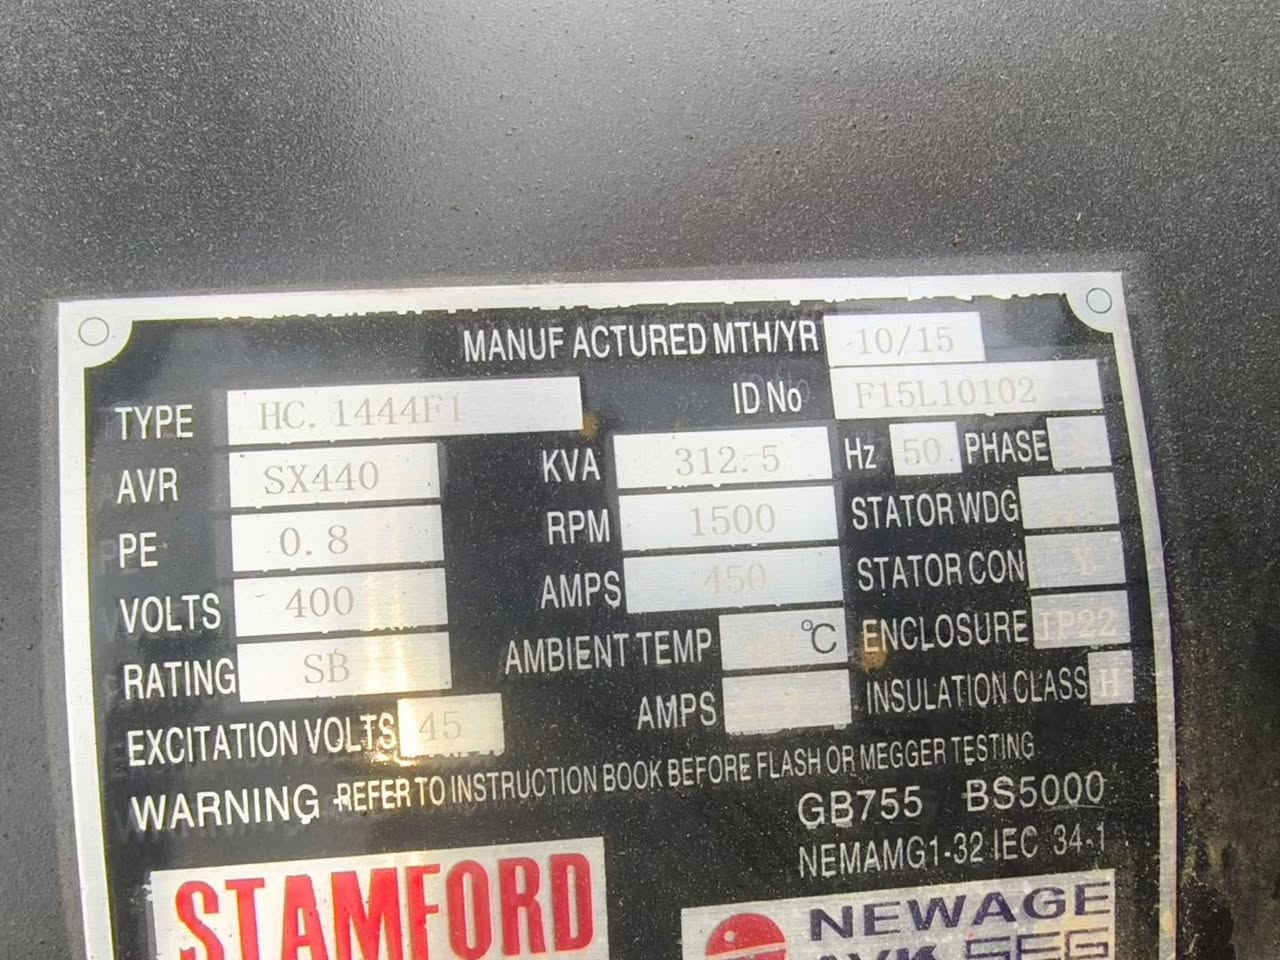 MANUF ACTURED MTH/YR 10/15
TYPE HC. 1444F1 ID No F15L10102
AVR SX440 KVA 312.5 Hz 50 PHASE
PE 0.8 RPM 1500 STATOR WDG
VOLTS 400 AMPS 450 STATOR CON
RATING SB AMBIENT TEMP °C ENCLOSURE IP22
EXCITATION VOLTS 45 AMPS INSULATION CLASS H
WARNING -REFER TO INSTRUCTION BOOK BEFORE FLASH OR MEGGER TESTING
GB755 BS5000
NEMAMG1-32 IEC 34-1
STAMFORD
NEWAGE
AVK SEG